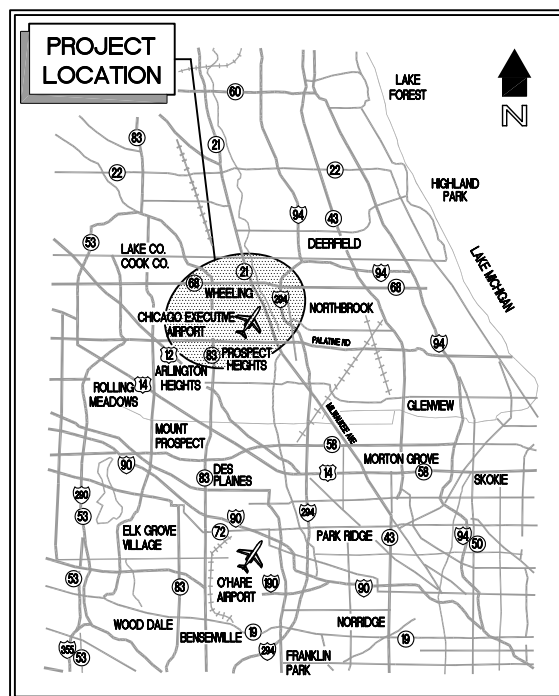 PROJECT
LOCATION
N
60
LAKE
FOREST
83
21
22
22
HIGHLAND
PARK
94
43
53
DEERFIELD
LAKE CO.
COOK CO.
LAKE MICHIGAN
21
94
68
WHEELING
294
68
NORTHBROOK
CHICAGO EXECUTIVE
AIRPORT
PALATINE RD
94
12
83
PROSPECT
HEIGHTS
ARLINGTON
HEIGHTS
14
ROLLING
MEADOWS
MILWAUKEE AVE
GLENVIEW
MOUNT
PROSPECT
58
MORTON GROVE
90
DES
PLAINES
83
14
58
SKOKIE
290
53
294
90
72
ELK GROVE
VILLAGE
PARK RIDGE
43
94
50
O'HARE
AIRPORT
190
53
83
90
WOOD DALE
BENSENVILLE
19
NORRIDGE
19
355
53
294
FRANKLIN
PARK